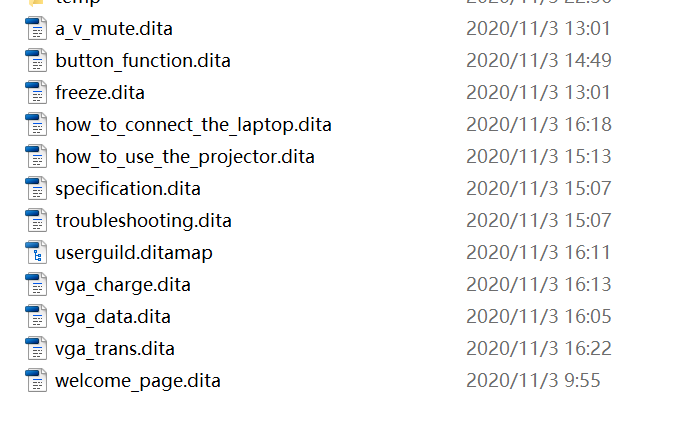 temp
a_v_mute.dita 2020/11/3 13:01
button_function.dita 2020/11/3 14:49
freeze.dita 2020/11/3 13:01
how_to_connect_the_laptop.dita 2020/11/3 16:18
how_to_use_the_projector.dita 2020/11/3 15:13
specification.dita 2020/11/3 15:07
troubleshooting.dita 2020/11/3 15:07
userguild.ditamap 2020/11/3 16:11
vga_charge.dita 2020/11/3 16:13
vga_data.dita 2020/11/3 16:05
vga_trans.dita 2020/11/3 16:22
welcome_page.dita 2020/11/3 9:55